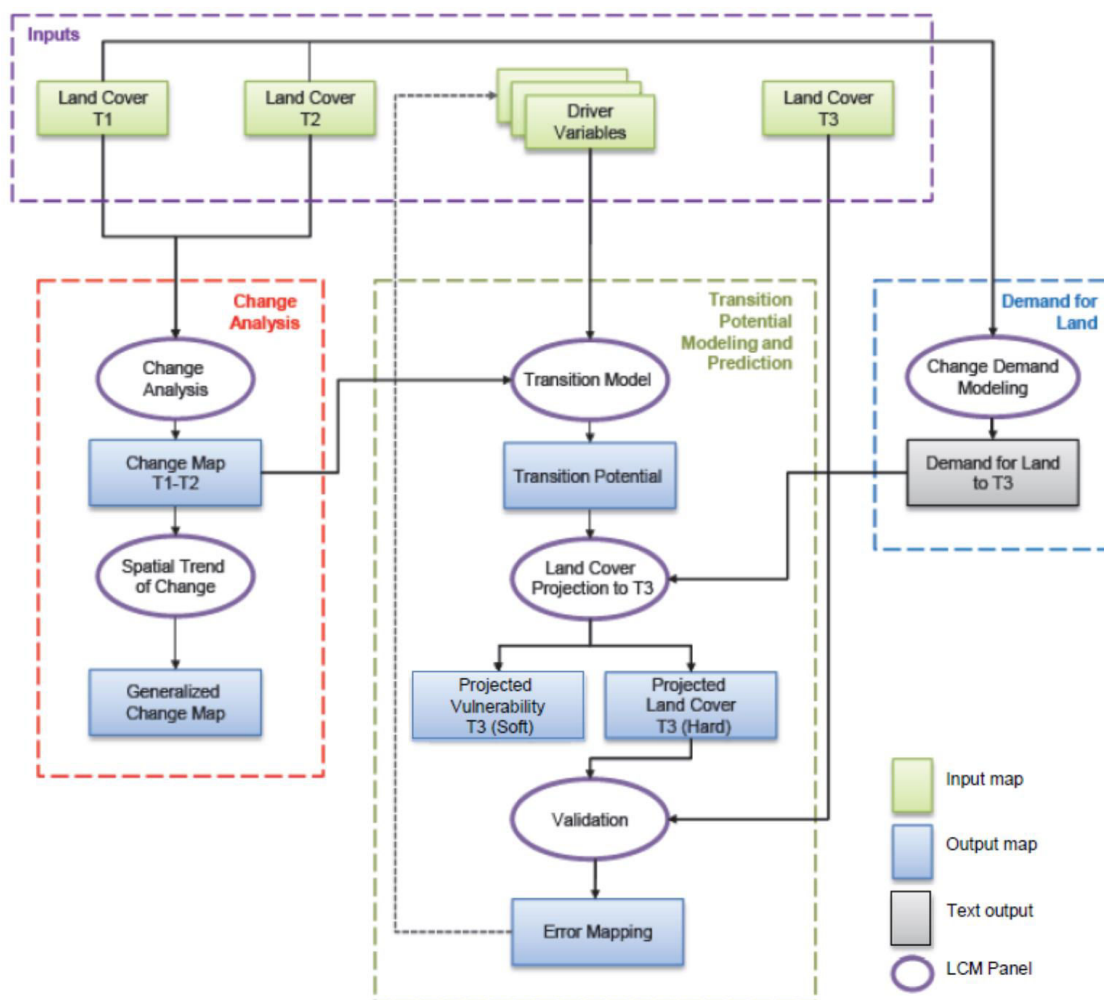 Inputs
Land Cover
T1
Land Cover
T2
Driver
Variables
Land Cover
T3
Change
Analysis
Change
Analysis
Change Map
T1-T2
Spatial Trend
of Change
Generalized
Change Map
Transition
Potential
Modeling and
Prediction
Transition Model
Transition Potential
Land Cover
Projection to T3
Projected
Vulnerability
T3 (Soft)
Projected
Land Cover
T3 (Hard)
Validation
Error Mapping
Demand for
Land
Change Demand
Modeling
Demand for Land
to T3
Input map
Output map
Text output
LCM Panel